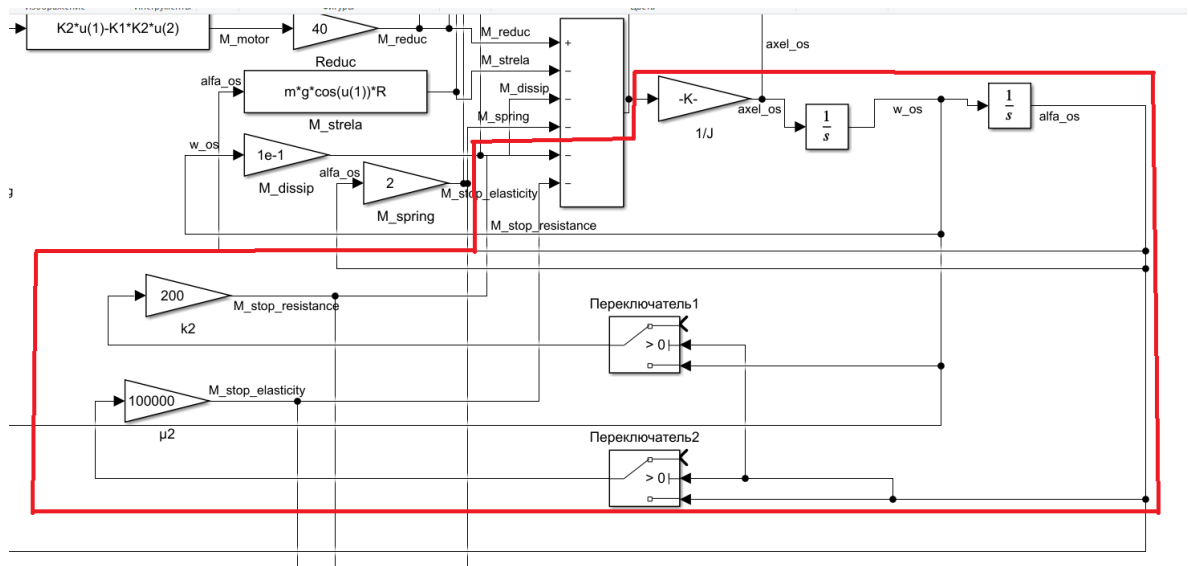 K2*u(1)-K1*K2*u(2)
M_motor
40
M_reduc
Reduc
M_reduc
+
axel_os
M_strela
−
alfa_os
m*g*cos(u(1))*R
M_strela
M_dissip
−
-K-
1/J
axel_os
1
s
w_os
1
s
alfa_os
M_spring
−
w_os
1e-1
M_dissip
−
alfa_os
2
M_spring
M_stop_elasticity
−
M_stop_resistance
200
M_stop_resistance
k2
Переключатель1
> 0
100000
M_stop_elasticity
μ2
Переключатель2
> 0